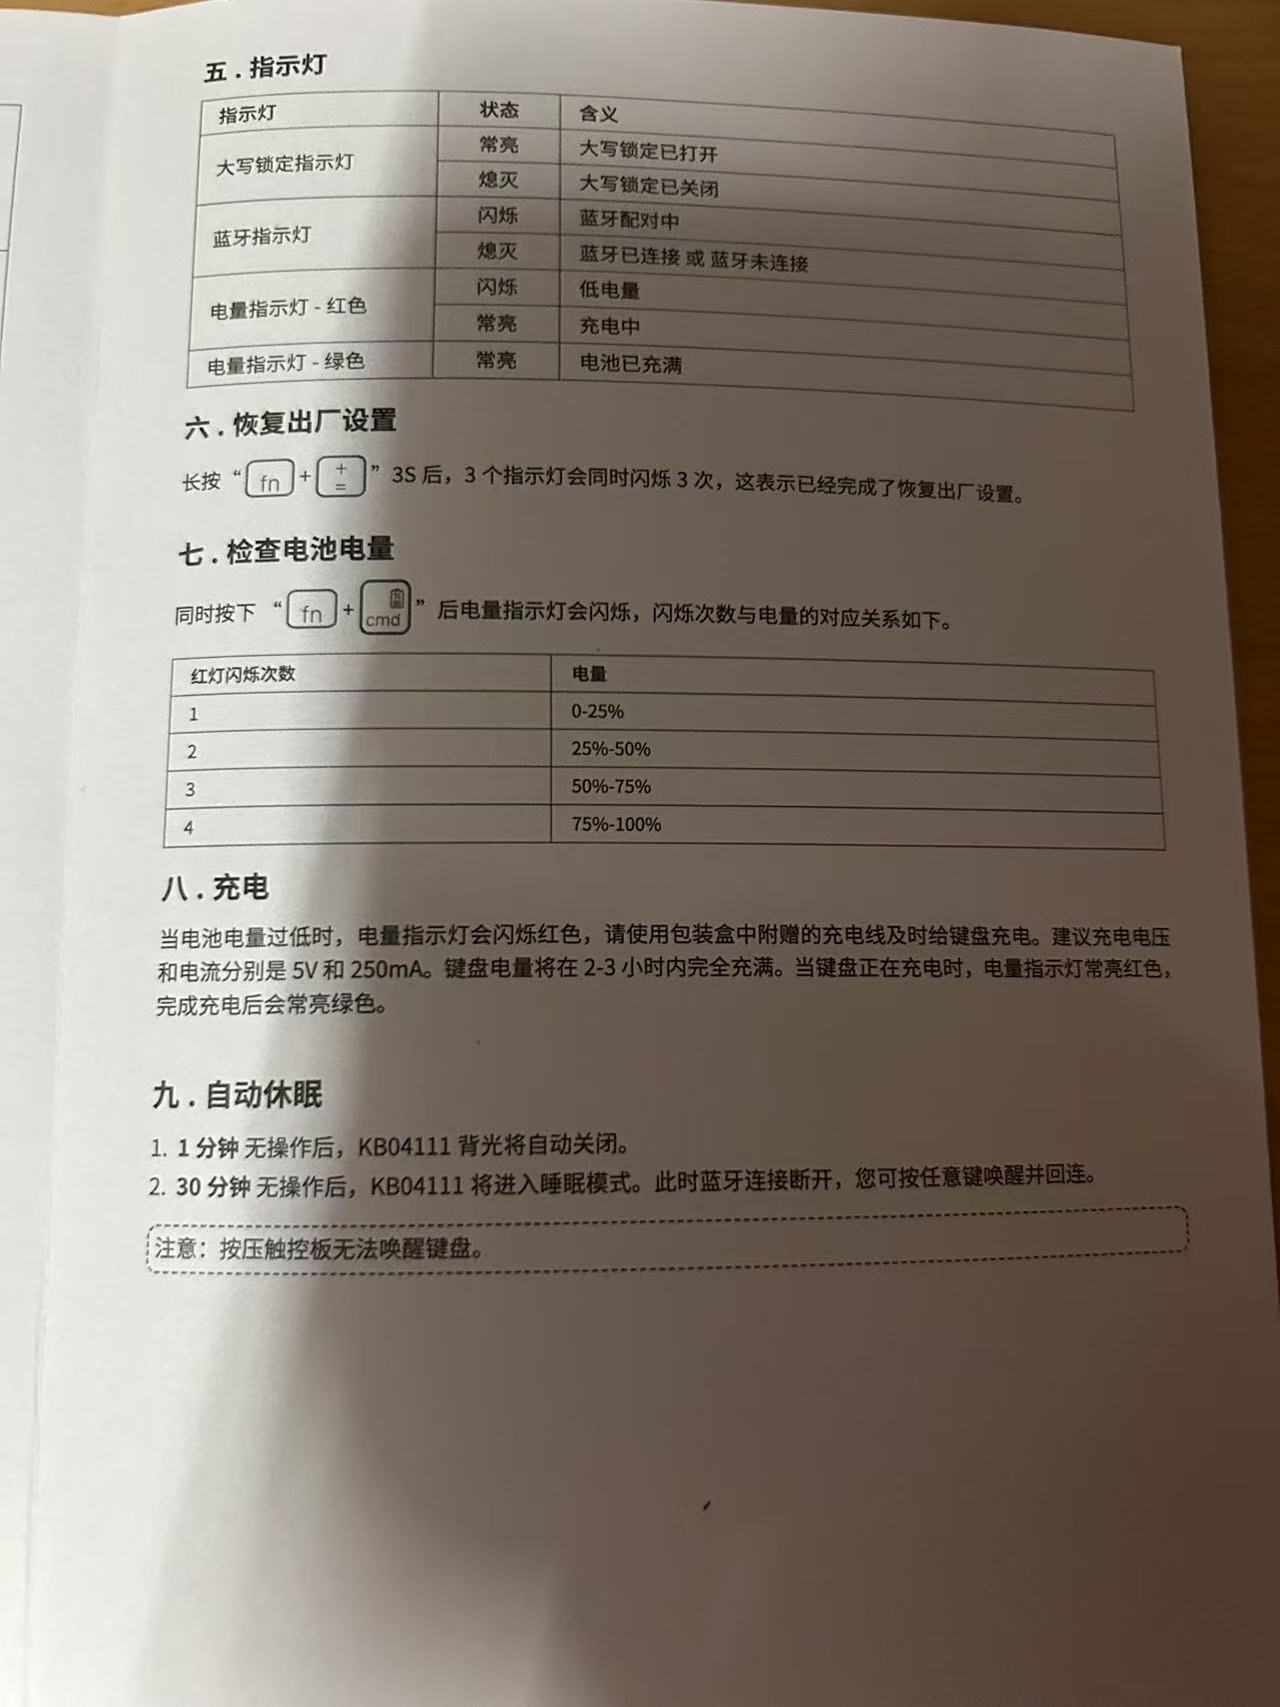 五 . 指示灯
指示灯 状态 含义
大写锁定指示灯 常亮 大写锁定已打开
熄灭 大写锁定已关闭
蓝牙指示灯 闪烁 蓝牙配对中
熄灭 蓝牙已连接 或 蓝牙未连接
电量指示灯 - 红色 闪烁 低电量
常亮 充电中
电量指示灯 - 绿色 常亮 电池已充满
六 . 恢复出厂设置
长按 “ fn + + = ” 3S 后，3 个指示灯会同时闪烁 3 次，这表示已经完成了恢复出厂设置。
七 . 检查电池电量
同时按下 “ fn + cmd ” 后电量指示灯会闪烁，闪烁次数与电量的对应关系如下。
红灯闪烁次数 电量
1 0-25%
2 25%-50%
3 50%-75%
4 75%-100%
八 . 充电
当电池电量过低时，电量指示灯会闪烁红色，请使用包装盒中附赠的充电线及时给键盘充电。建议充电电压
和电流分别是 5V 和 250mA。键盘电量将在 2-3 小时内完全充满。当键盘正在充电时，电量指示灯常亮红色，
完成充电后会常亮绿色。
九 . 自动休眠
1. 1 分钟 无操作后，KB04111 背光将自动关闭。
2. 30 分钟 无操作后，KB04111 将进入睡眠模式。此时蓝牙连接断开，您可按任意键唤醒并回连。
注意：按压触控板无法唤醒键盘。